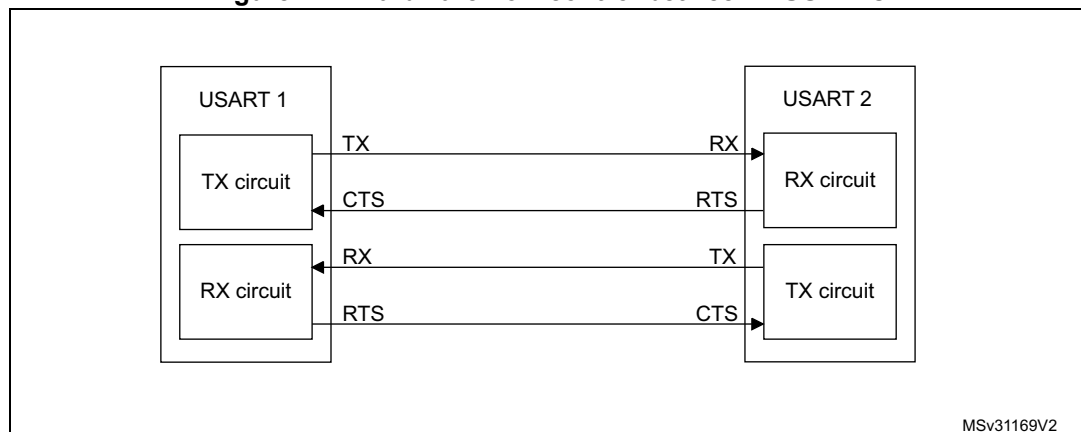 USART 1
USART 2
TX circuit
TX
RX
RX circuit
CTS
RTS
RX circuit
RX
TX
TX circuit
RTS
CTS
MSv31169V2